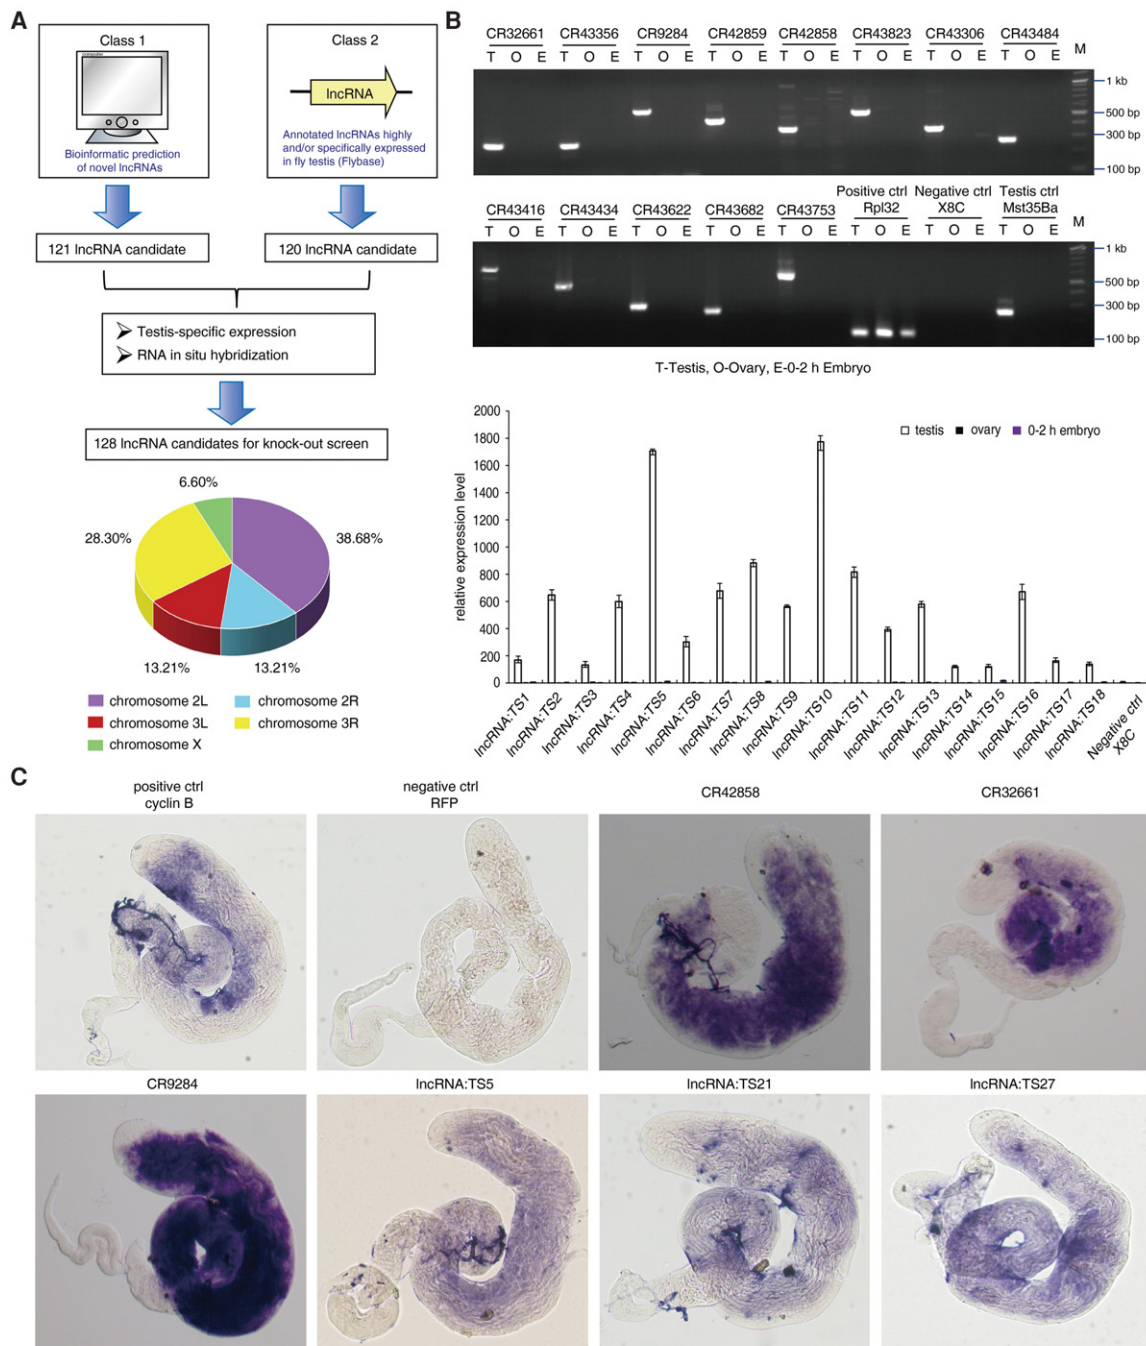 A
Class 1
computer
Bioinformatic prediction
of novel lncRNAs
Class 2
lncRNA
Annotated lncRNAs highly
and/or specifically expressed
in fly testis (Flybase)
121 lncRNA candidate
120 lncRNA candidate
Testis-specific expression
RNA in situ hybridization
128 lncRNA candidates for knock-out screen
6.60%
28.30%
38.68%
13.21%
13.21%
chromosome 2L
chromosome 2R
chromosome 3L
chromosome 3R
chromosome X
B
CR32661 CR43356 CR9284 CR42859 CR42858 CR43823 CR43306 CR43484
T O E T O E T O E T O E T O E T O E T O E T O E M
1 kb
500 bp
300 bp
100 bp
Positive ctrl Negative ctrl Testis ctrl
CR43416 CR43434 CR43622 CR43682 CR43753 Rpl32 X8C Mst35Ba
T O E T O E T O E T O E T O E T O E T O E T O E M
1 kb
500 bp
300 bp
100 bp
T-Testis, O-Ovary, E-0-2 h Embryo
relative expression level
2000
1800
1600
1400
1200
1000
800
600
400
200
0
testis ovary 0-2 h embryo
lncRNA:TS1
lncRNA:TS2
lncRNA:TS3
lncRNA:TS4
lncRNA:TS5
lncRNA:TS6
lncRNA:TS7
lncRNA:TS8
lncRNA:TS9
lncRNA:TS10
lncRNA:TS11
lncRNA:TS12
lncRNA:TS13
lncRNA:TS14
lncRNA:TS15
lncRNA:TS16
lncRNA:TS17
lncRNA:TS18
Negative ctrl
X8C
C
positive ctrl
cyclin B
negative ctrl
RFP
CR42858
CR32661
CR9284
lncRNA:TS5
lncRNA:TS21
lncRNA:TS27